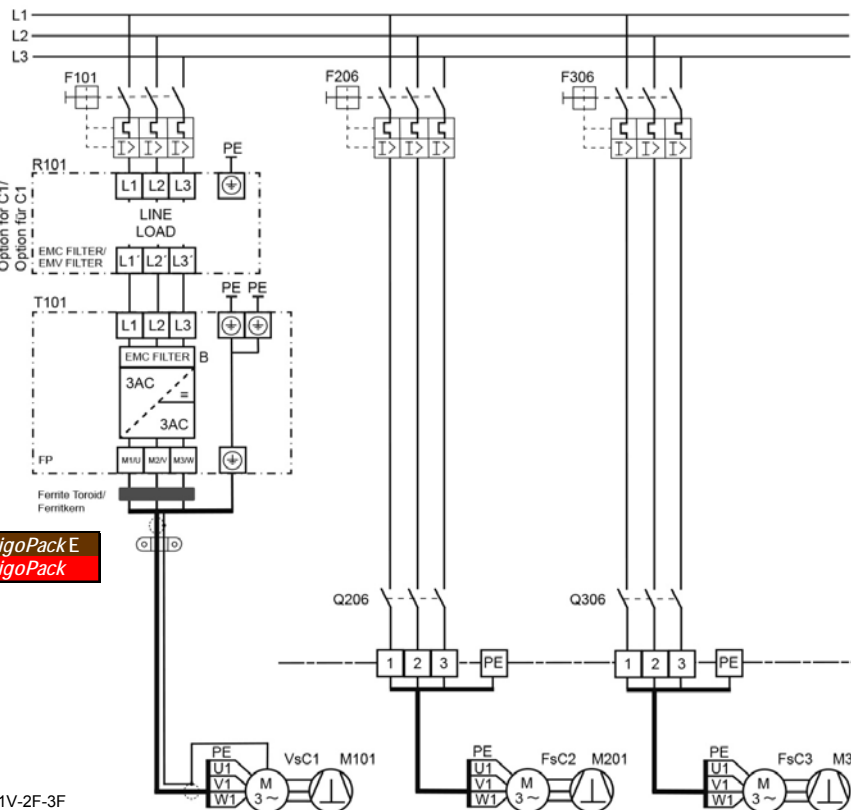 L1
L2
L3
F101
F206
F306
I> I> I>
I> I> I>
I> I> I>
PE
R101
L1 L2 L3
LINE
LOAD
Option for C1/
Option für C1
EMC FILTER/
EMV FILTER
L1´ L2´ L3´
PE PE
T101
L1 L2 L3
EMC FILTER B
3AC
=
3AC
FP
M1/U M2/V M3/W
Ferrite Toroid/
Ferritkern
igoPack E
igoPack
Q206
Q306
1 2 3 PE
1 2 3 PE
PE
U1
V1
W1
M
3~
VsC1 M101
PE
U1
V1
W1
M
3~
FsC2 M201
PE
U1
V1
W1
M
3~
FsC3 M3
1V-2F-3F